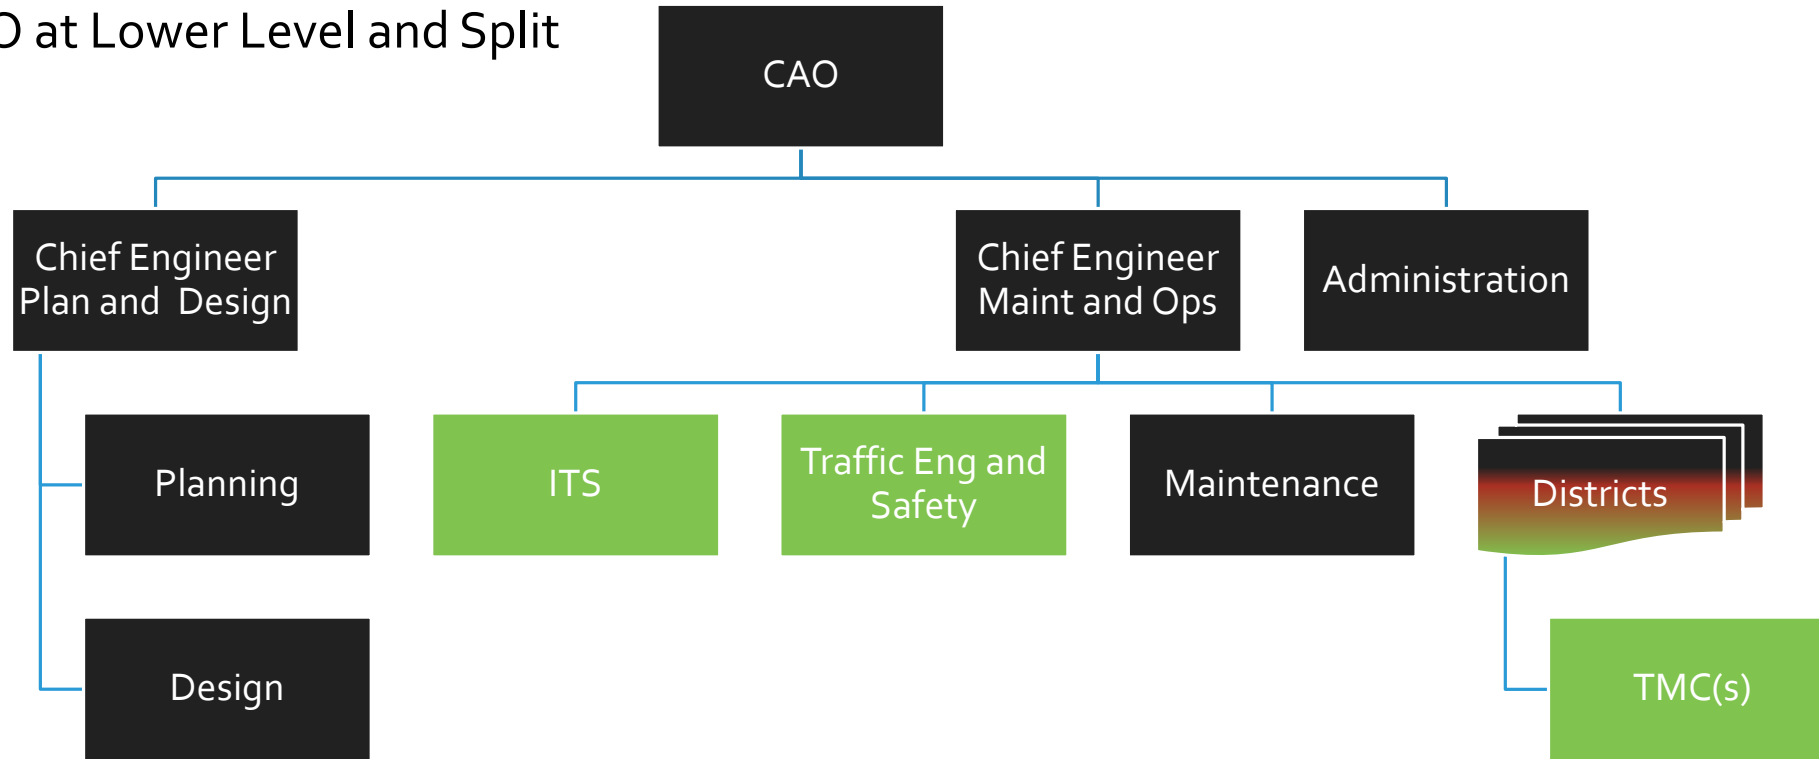 O at Lower Level and Split
CAO
Chief Engineer
Plan and Design
Chief Engineer
Maint and Ops
Administration
Planning
ITS
Traffic Eng and
Safety
Maintenance
Districts
Design
TMC(s)